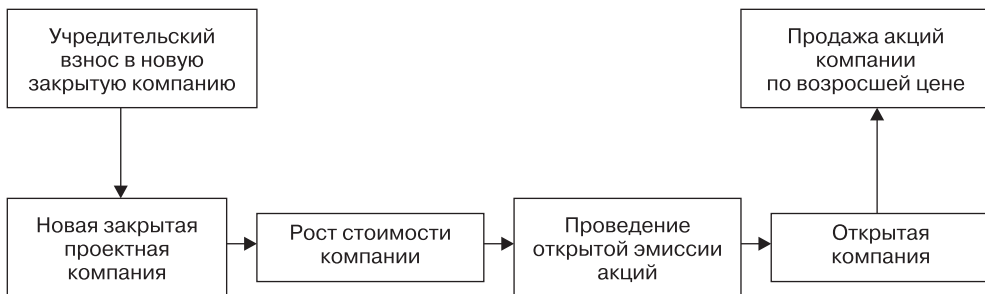 Учредительский
взнос в новую
закрытую компанию
Продажа акций
компании
по возросшей цене
Новая закрытая
проектная
компания
Рост стоимости
компании
Проведение
открытой эмиссии
акций
Открытая
компания